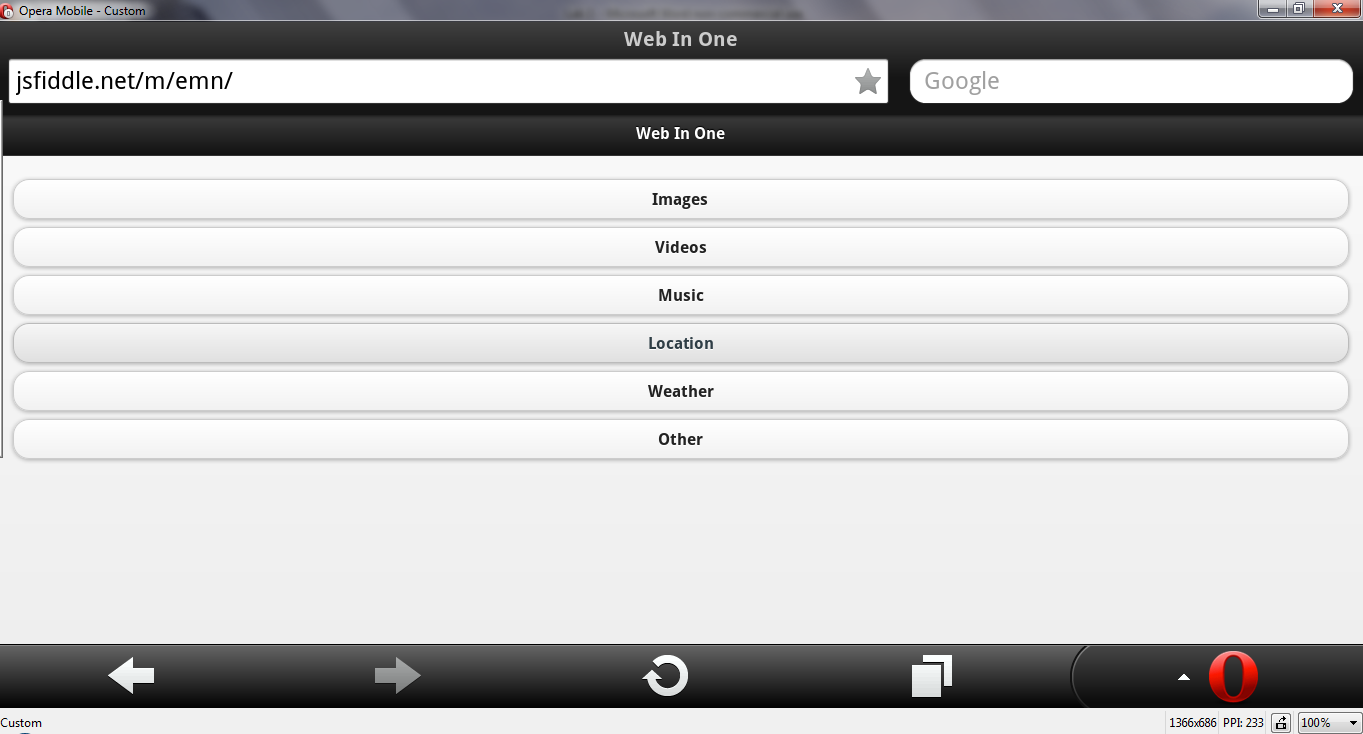 Opera Mobile - Custom
Web In One
jsfiddle.net/m/emn/
Google
Web In One
Images
Videos
Music
Location
Weather
Other
Custom
1366x686 PPI: 233 100%